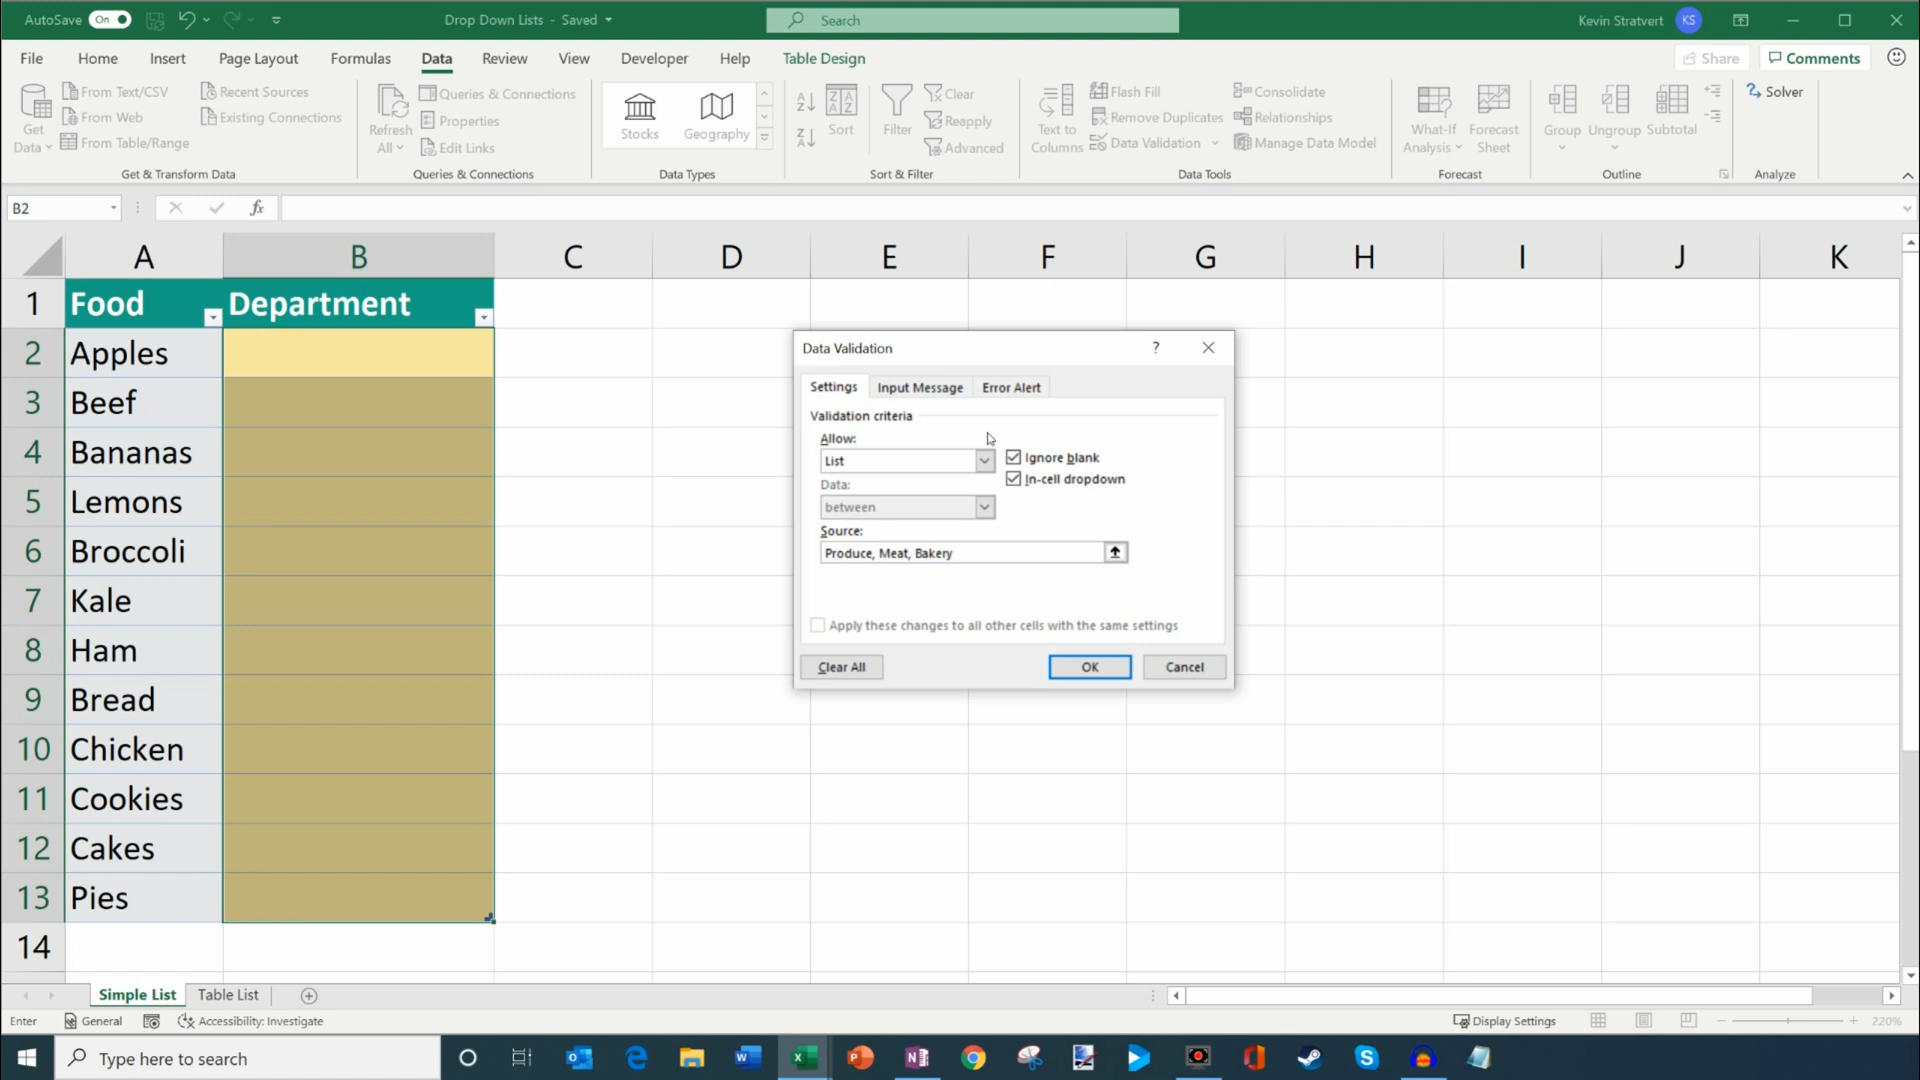 AutoSave On Drop Down Lists - Saved Search Kevin Stratvert KS
File Home Insert Page Layout Formulas Data Review View Developer Help Table Design Share Comments
Get Data
From Text/CSV
From Web
From Table/Range
Recent Sources
Existing Connections
Get & Transform Data
Refresh All
Queries & Connections
Properties
Edit Links
Queries & Connections
Stocks
Geography
Data Types
Sort
Filter
Clear
Reapply
Advanced
Sort & Filter
Text to Columns
Flash Fill
Remove Duplicates
Data Validation
Consolidate
Relationships
Manage Data Model
Data Tools
What-If Analysis
Forecast Sheet
Forecast
Group
Ungroup
Subtotal
Outline
Solver
Analyze
B2 fx
A B C D E F G H I J K
1 Food Department
2 Apples
3 Beef
4 Bananas
5 Lemons
6 Broccoli
7 Kale
8 Ham
9 Bread
10 Chicken
11 Cookies
12 Cakes
13 Pies
14
Data Validation ?
Settings Input Message Error Alert
Validation criteria
Allow:
List Ignore blank
Data: In-cell dropdown
between
Source:
Produce, Meat, Bakery
Apply these changes to all other cells with the same settings
Clear All OK Cancel
Simple List Table List
Enter General Accessibility: Investigate Display Settings 220%
Type here to search